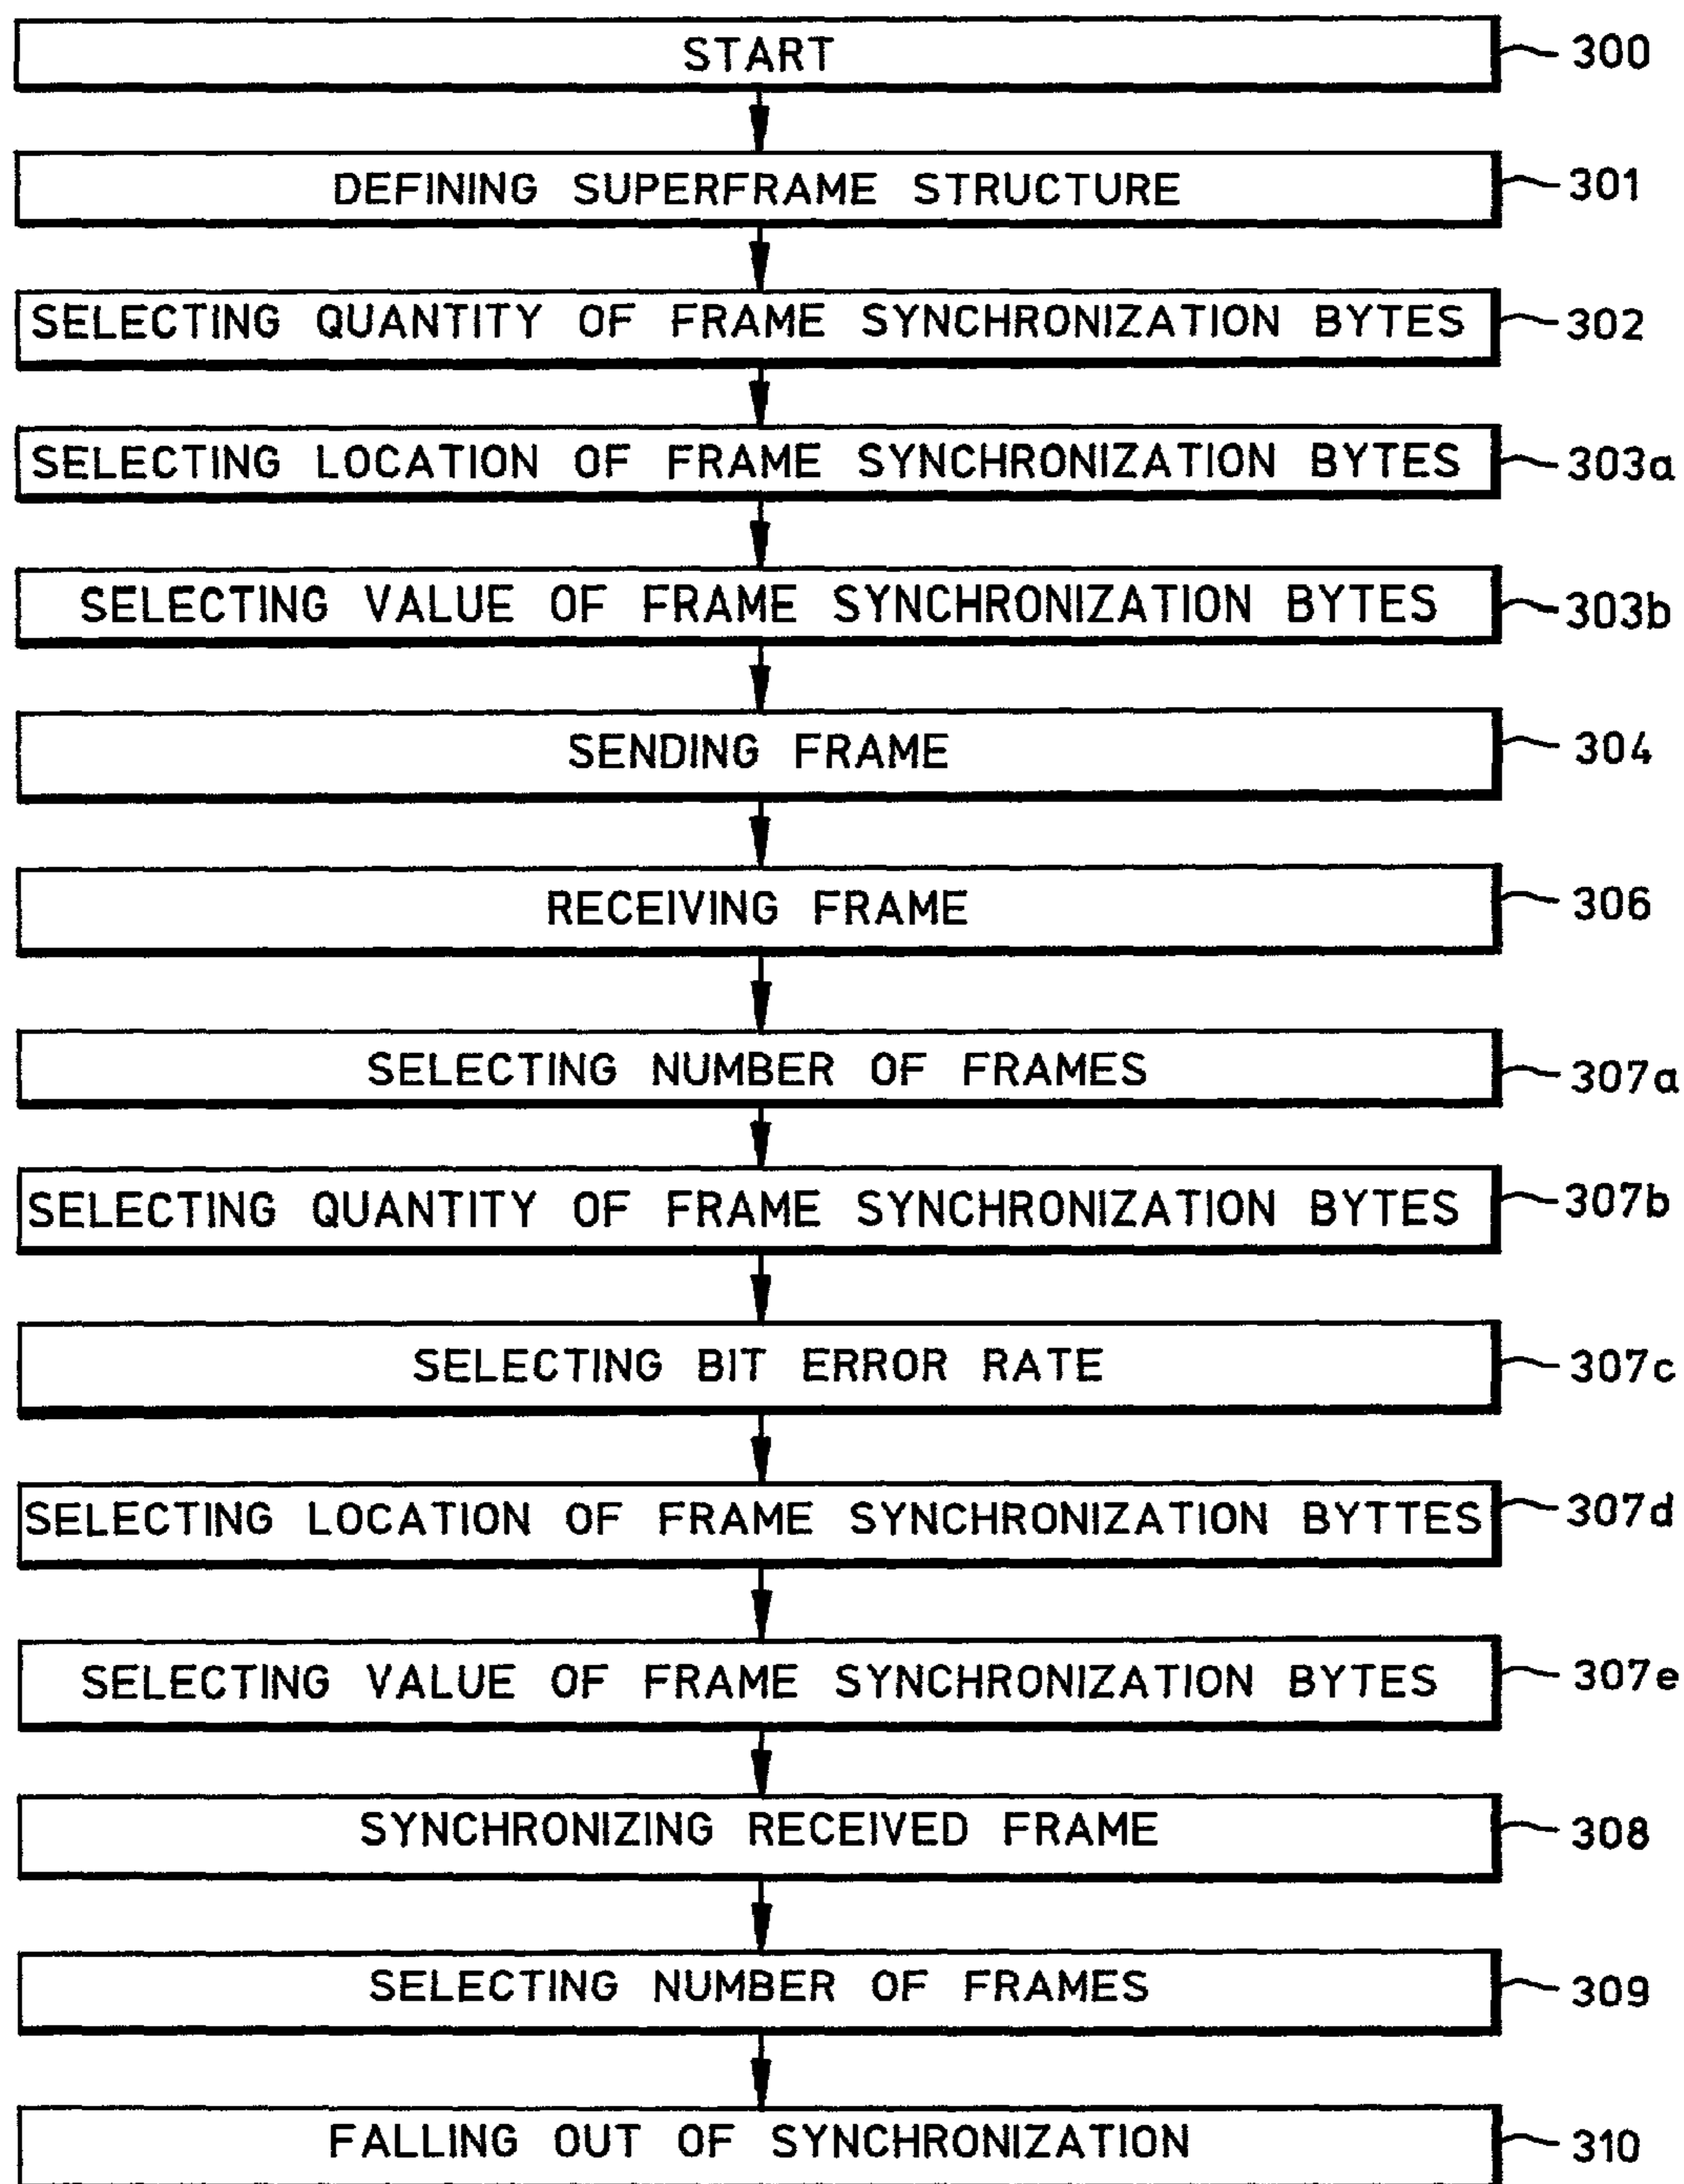 START 300
DEFINING SUPERFRAME STRUCTURE 301
SELECTING QUANTITY OF FRAME SYNCHRONIZATION BYTES 302
SELECTING LOCATION OF FRAME SYNCHRONIZATION BYTES 303a
SELECTING VALUE OF FRAME SYNCHRONIZATION BYTES 303b
SENDING FRAME 304
RECEIVING FRAME 306
SELECTING NUMBER OF FRAMES 307a
SELECTING QUANTITY OF FRAME SYNCHRONIZATION BYTES 307b
SELECTING BIT ERROR RATE 307c
SELECTING LOCATION OF FRAME SYNCHRONIZATION BYTTES 307d
SELECTING VALUE OF FRAME SYNCHRONIZATION BYTES 307e
SYNCHRONIZING RECEIVED FRAME 308
SELECTING NUMBER OF FRAMES 309
FALLING OUT OF SYNCHRONIZATION 310